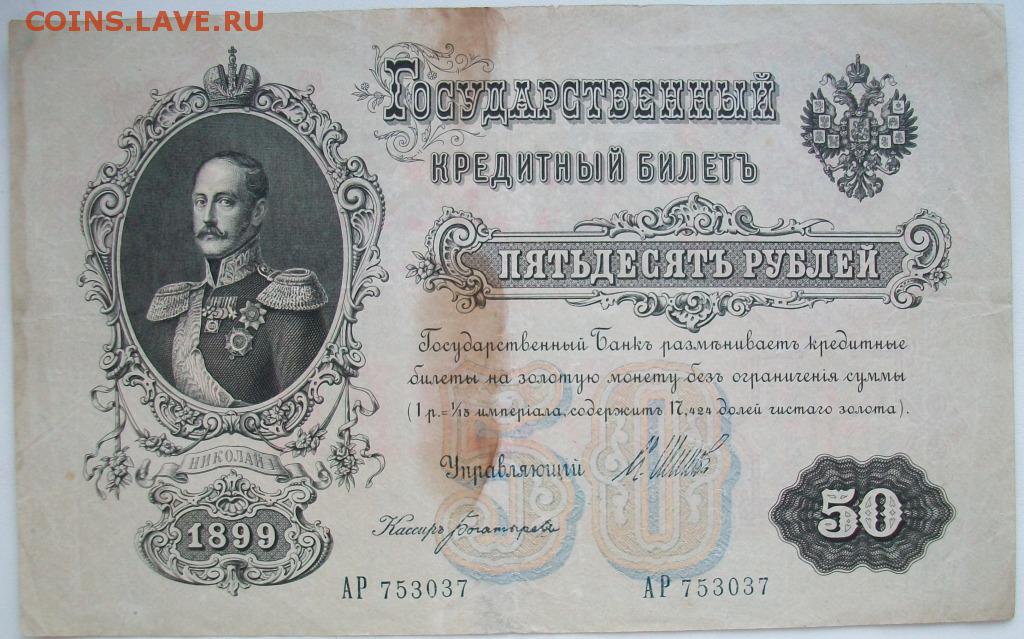 COINS.LAVE.RU
ГОСУДАРСТВЕННЫЙ
КРЕДИТНЫЙ БИЛЕТЪ
ПЯТЬДЕСЯТЪ РУБЛЕЙ
Государственный Банкъ размѣниваетъ кредитные
билеты на золотую монету безъ ограниченія суммы
(1 р.=1/15 имперіала, содержитъ 17,424 долей чистаго золота).
НИКОЛАЙ I
Управляющій
50
1899
50
Кассиръ Богатыревъ
АР 753037 АР 753037